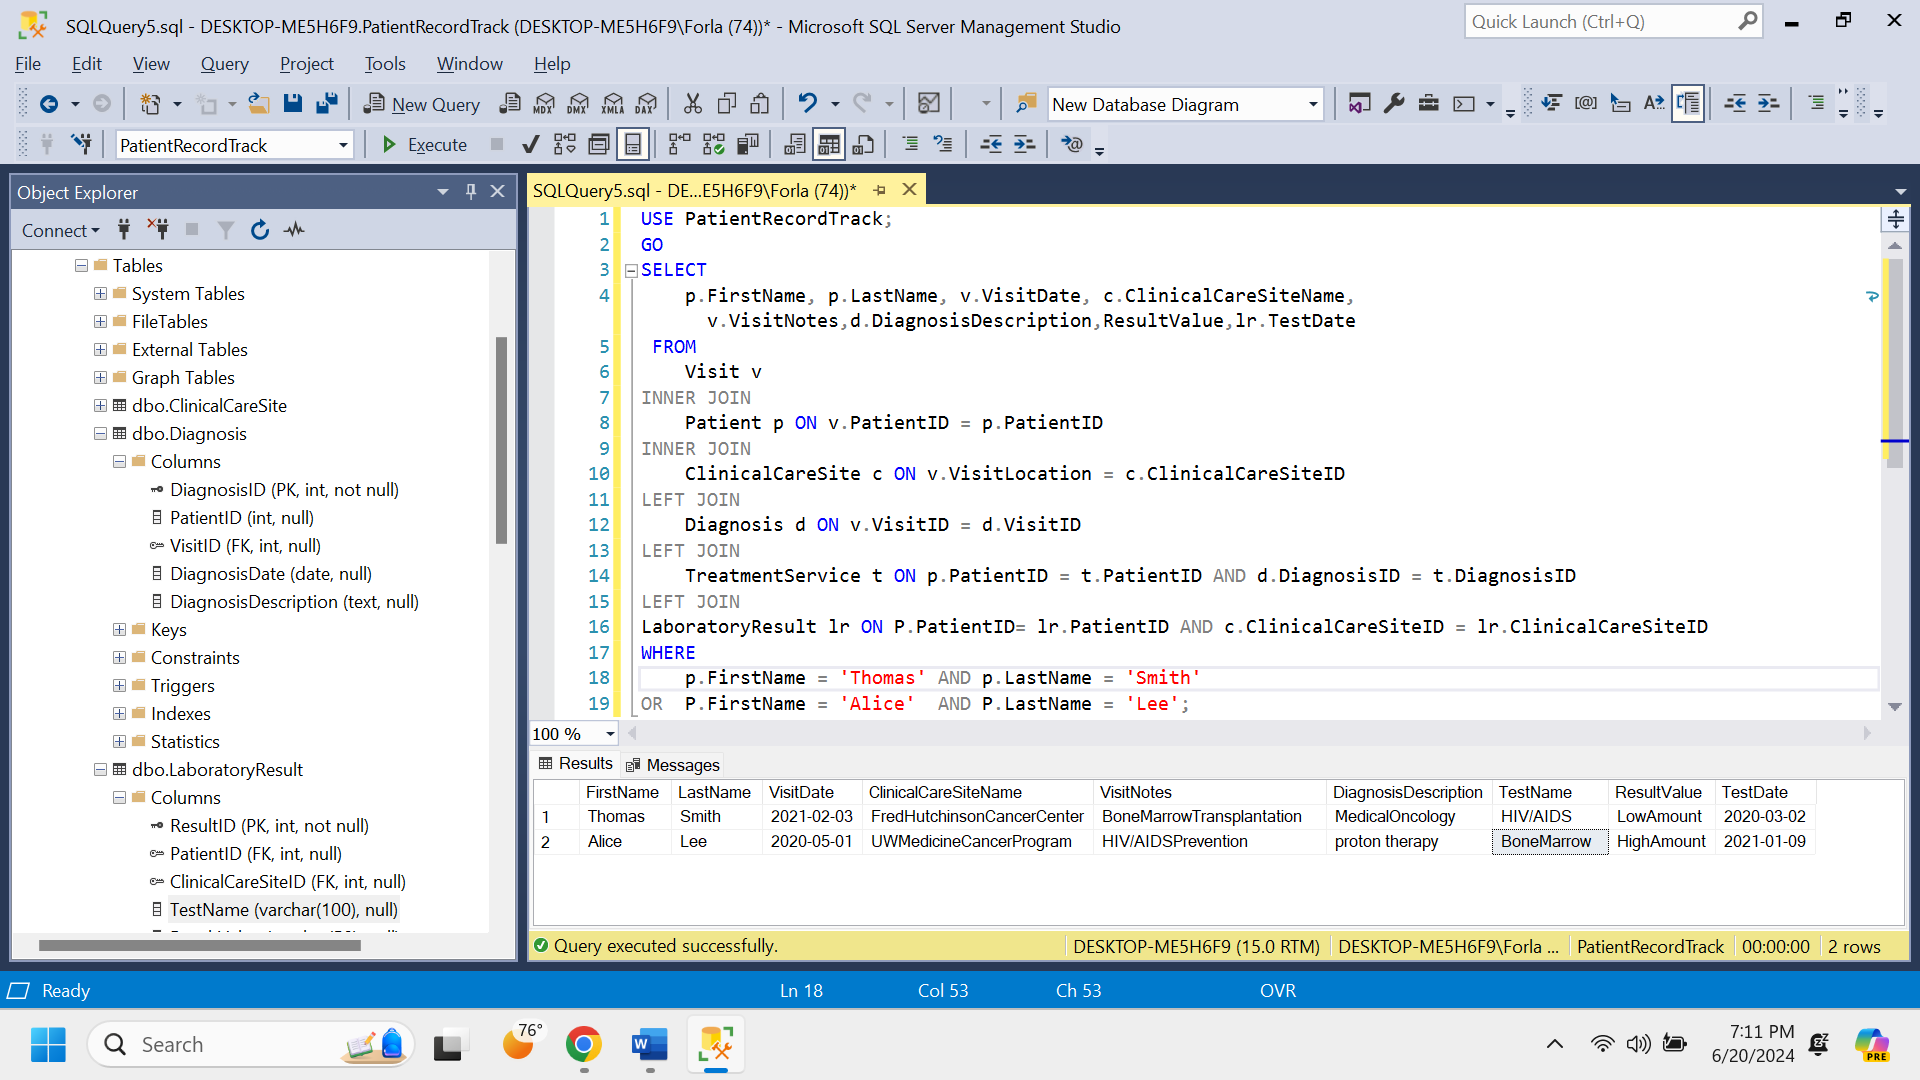 SQLQuery5.sql - DESKTOP-ME5H6F9.PatientRecordTrack (DESKTOP-ME5H6F9\Forla (74))* - Microsoft SQL Server Management Studio
Quick Launch (Ctrl+Q)
File Edit View Query Project Tools Window Help
New Query MDX DMX XMLA DAX New Database Diagram
PatientRecordTrack Execute
Object Explorer
Connect
Tables
System Tables
FileTables
External Tables
Graph Tables
dbo.ClinicalCareSite
dbo.Diagnosis
Columns
DiagnosisID (PK, int, not null)
PatientID (int, null)
VisitID (FK, int, null)
DiagnosisDate (date, null)
DiagnosisDescription (text, null)
Keys
Constraints
Triggers
Indexes
Statistics
dbo.LaboratoryResult
Columns
ResultID (PK, int, not null)
PatientID (FK, int, null)
ClinicalCareSiteID (FK, int, null)
TestName (varchar(100), null)
SQLQuery5.sql - DE...E5H6F9\Forla (74))*
1 USE PatientRecordTrack;
2 GO
3 SELECT
4 p.FirstName, p.LastName, v.VisitDate, c.ClinicalCareSiteName,
v.VisitNotes,d.DiagnosisDescription,ResultValue,lr.TestDate
5 FROM
6 Visit v
7 INNER JOIN
8 Patient p ON v.PatientID = p.PatientID
9 INNER JOIN
10 ClinicalCareSite c ON v.VisitLocation = c.ClinicalCareSiteID
11 LEFT JOIN
12 Diagnosis d ON v.VisitID = d.VisitID
13 LEFT JOIN
14 TreatmentService t ON p.PatientID = t.PatientID AND d.DiagnosisID = t.DiagnosisID
15 LEFT JOIN
16 LaboratoryResult lr ON P.PatientID= lr.PatientID AND c.ClinicalCareSiteID = lr.ClinicalCareSiteID
17 WHERE
18 p.FirstName = 'Thomas' AND p.LastName = 'Smith'
19 OR P.FirstName = 'Alice' AND P.LastName = 'Lee';
100 %
Results Messages
FirstName LastName VisitDate ClinicalCareSiteName VisitNotes DiagnosisDescription TestName ResultValue TestDate
1 Thomas Smith 2021-02-03 FredHutchinsonCancerCenter BoneMarrowTransplantation MedicalOncology HIV/AIDS LowAmount 2020-03-02
2 Alice Lee 2020-05-01 UWMedicineCancerProgram HIV/AIDSPrevention proton therapy BoneMarrow HighAmount 2021-01-09
Query executed successfully. DESKTOP-ME5H6F9 (15.0 RTM) DESKTOP-ME5H6F9\Forla ... PatientRecordTrack 00:00:00 2 rows
Ready Ln 18 Col 53 Ch 53 OVR
Search 76° 7:11 PM
6/20/2024 PRE